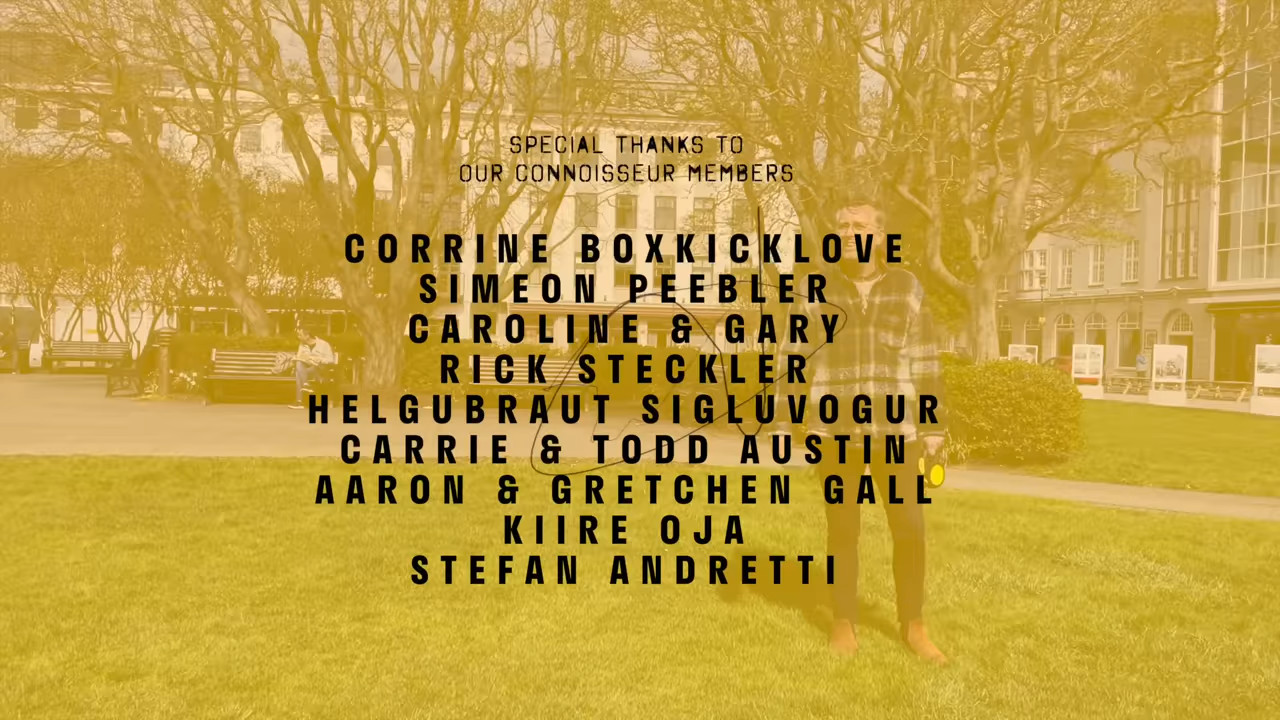 SPECIAL THANKS TO
OUR CONNOISSEUR MEMBERS
CORRINE BOXKICKLOVE
SIMEON PEEBLER
CAROLINE & GARY
RICK STECKLER
HELGUBRAUT SIGLUVOGUR
CARRIE & TODD AUSTIN
AARON & GRETCHEN GALL
KIIRE OJA
STEFAN ANDRETTI